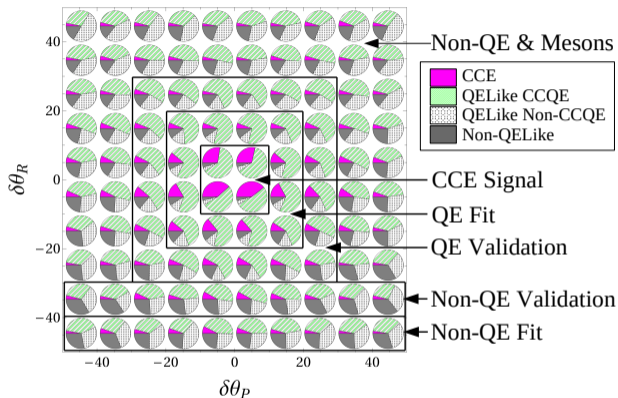 40
20
0
−20
−40
δθR
−40
−20
0
20
40
δθP
Non-QE & Mesons
CCE
QELike CCQE
QELike Non-CCQE
Non-QELike
CCE Signal
QE Fit
QE Validation
Non-QE Validation
Non-QE Fit